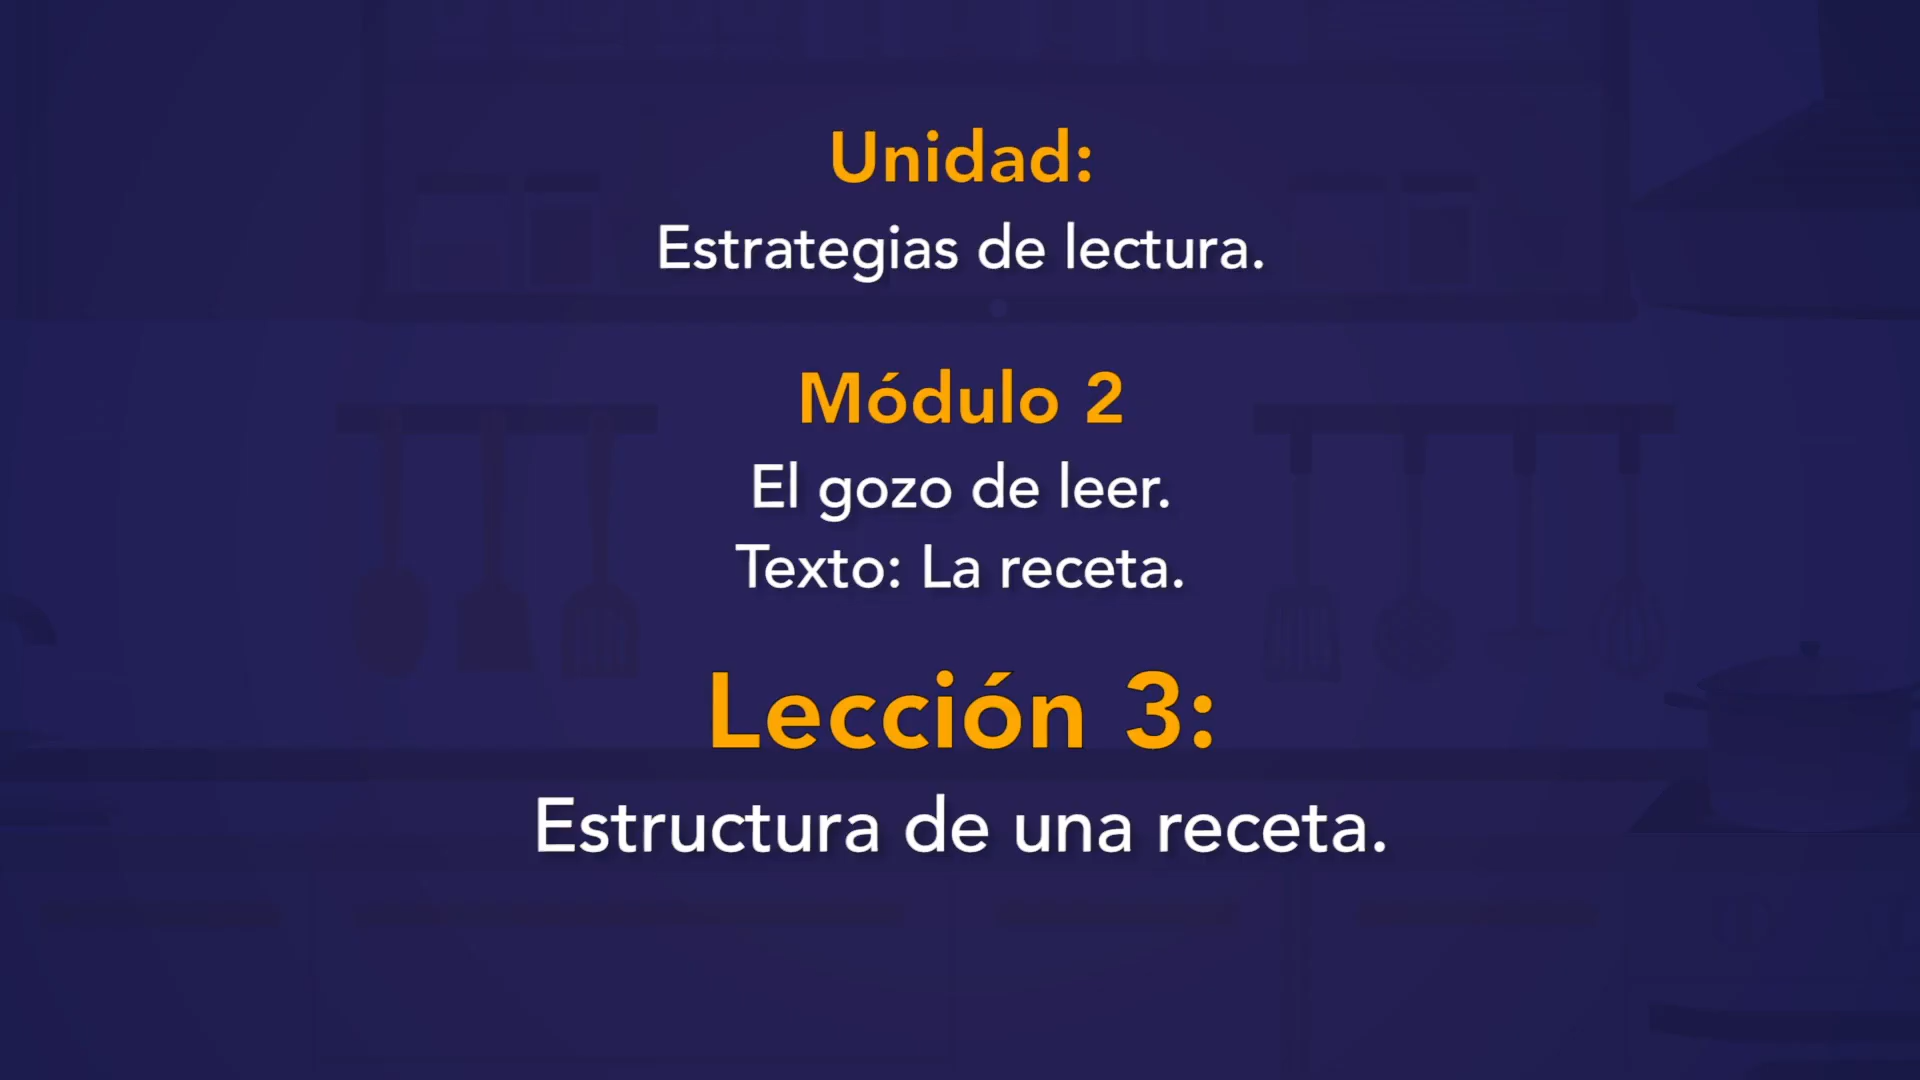 Unidad:
Estrategias de lectura.
Módulo 2
El gozo de leer.
Texto: La receta.
Lección 3:
Estructura de una receta.